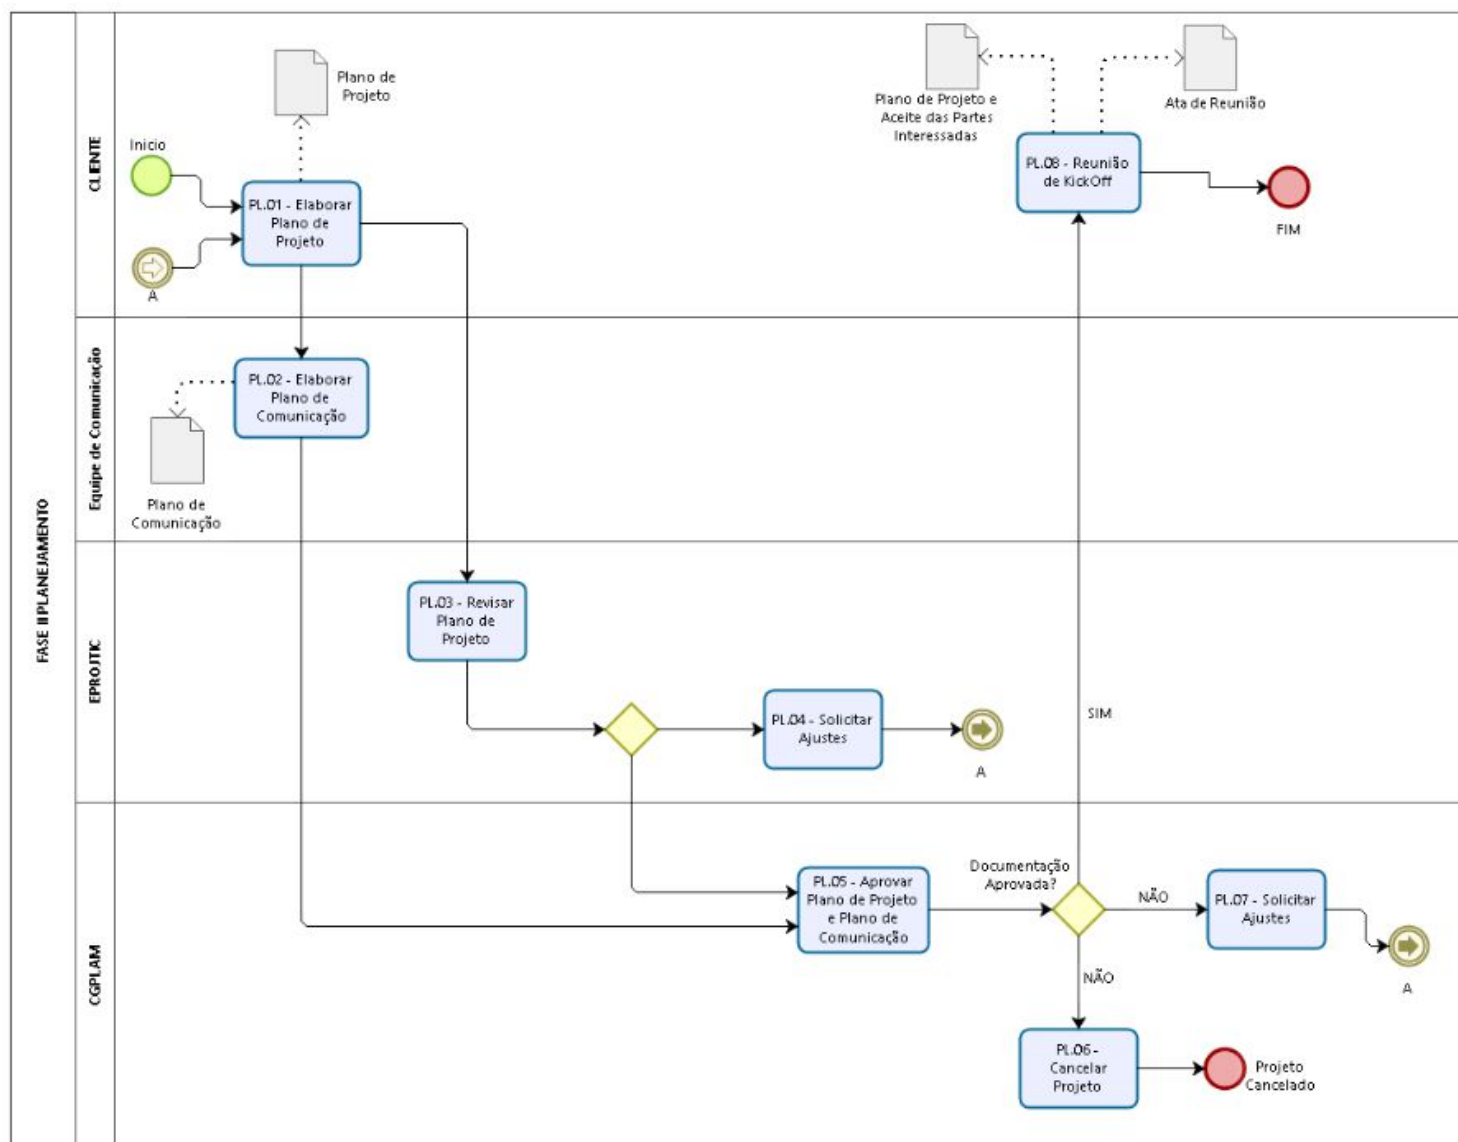 FASE II PLANEJAMENTO
CLIENTE
Inicio
A
Plano de
Projeto
PL.01 - Elaborar
Plano de
Projeto
Plano de Projeto e
Aceite das Partes
Interessadas
Ata de Reunião
PL.08 - Reunião
de KickOff
FIM
Equipe de Comunicação
PL.02 - Elaborar
Plano de
Comunicação
Plano de
Comunicação
EPROJTIC
PL.03 - Revisar
Plano de
Projeto
PL.04 - Solicitar
Ajustes
A
SIM
CGPLAM
PL.05 - Aprovar
Plano de Projeto
e Plano de
Comunicação
Documentação
Aprovada?
NÃO
PL.07 - Solicitar
Ajustes
A
NÃO
PL.06 -
Cancelar
Projeto
Projeto
Cancelado